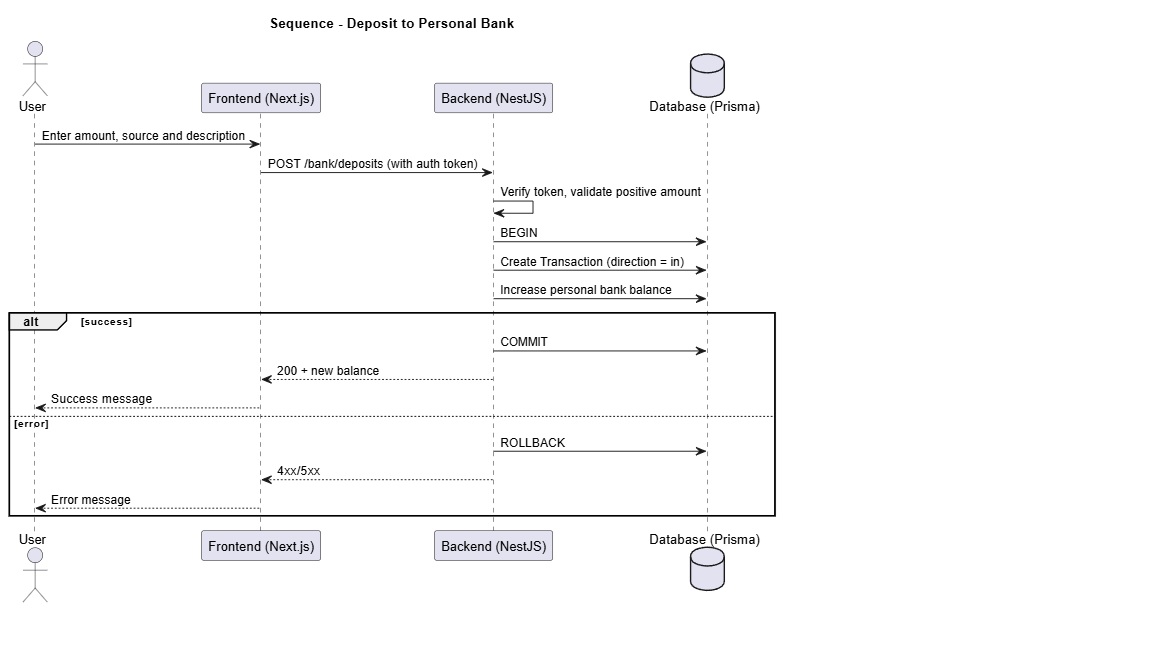 Sequence - Deposit to Personal Bank
User
Frontend (Next.js)
Backend (NestJS)
Database (Prisma)
Enter amount, source and description
POST /bank/deposits (with auth token)
Verify token, validate positive amount
BEGIN
Create Transaction (direction = in)
Increase personal bank balance
alt [success]
COMMIT
200 + new balance
Success message
[error]
ROLLBACK
4xx/5xx
Error message
User
Frontend (Next.js)
Backend (NestJS)
Database (Prisma)